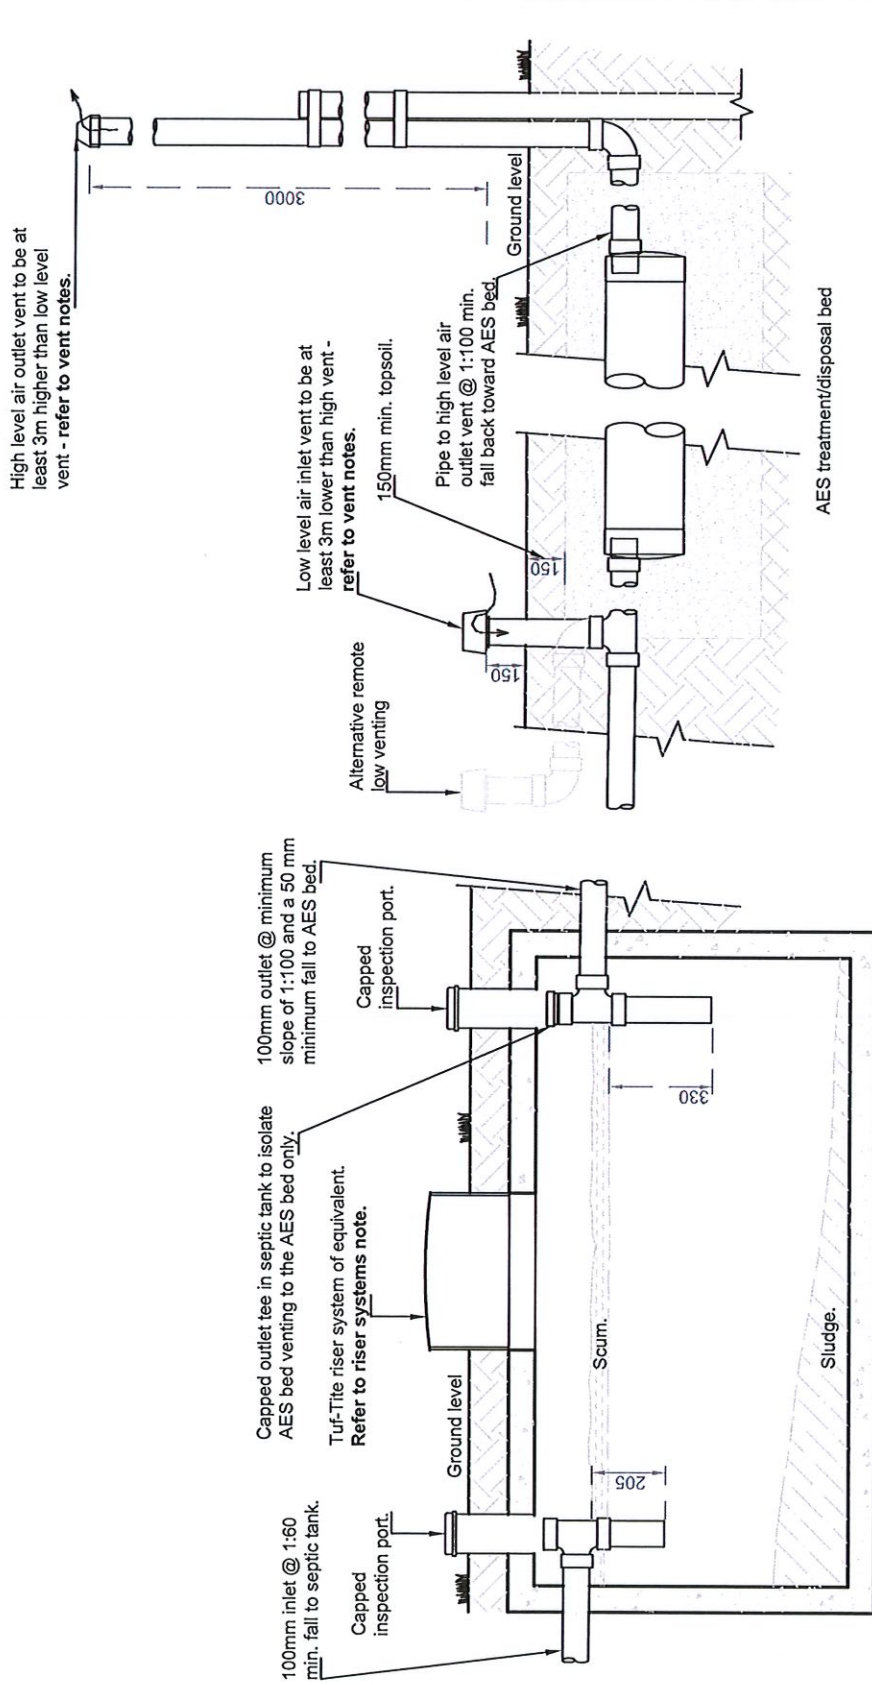 100mm inlet @ 1:60
min. fall to septic tank.
Capped
inspection port.
Ground level
Capped outlet tee in septic tank to isolate
AES bed venting to the AES bed only.
Tuf-Tite riser system of equivalent.
Refer to riser systems note.
100mm outlet @ minimum
slope of 1:100 and a 50 mm
minimum fall to AES bed.
Capped
inspection port.
Scum.
Sludge.
205
330
Alternative remote
low venting
Low level air inlet vent to be at
least 3m lower than high vent -
refer to vent notes.
150mm min. topsoil.
150
150
High level air outlet vent to be at
least 3m higher than low level
vent - refer to vent notes.
3000
Pipe to high level air
outlet vent @ 1:100 min.
fall back toward AES bed.
Ground level
AES treatment/disposal bed